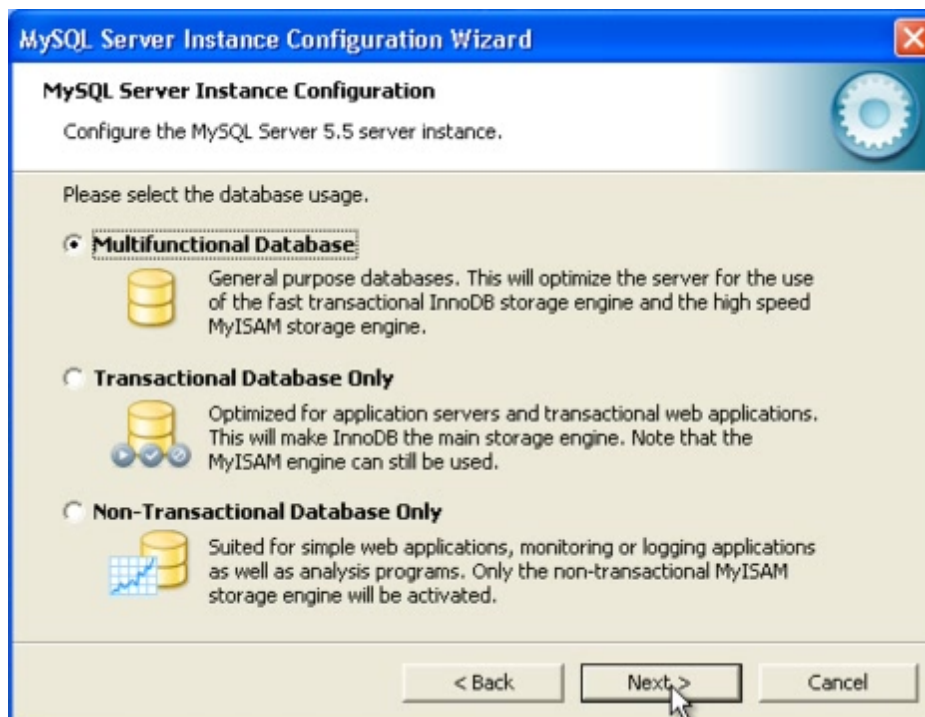 MySQL Server Instance Configuration Wizard
MySQL Server Instance Configuration
Configure the MySQL Server 5.5 server instance.
Please select the database usage.
Multifunctional Database
General purpose databases. This will optimize the server for the use
of the fast transactional InnoDB storage engine and the high speed
MyISAM storage engine.
Transactional Database Only
Optimized for application servers and transactional web applications.
This will make InnoDB the main storage engine. Note that the
MyISAM engine can still be used.
Non-Transactional Database Only
Suited for simple web applications, monitoring or logging applications
as well as analysis programs. Only the non-transactional MyISAM
storage engine will be activated.
< Back Next > Cancel